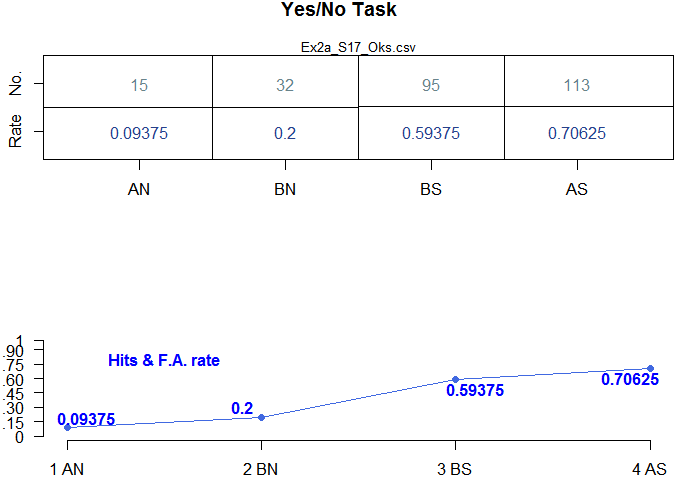 Yes/No Task
Ex2a_S17_Oks.csv
No. 15 32 95 113
Rate 0.09375 0.2 0.59375 0.70625
AN BN BS AS
Hits & F.A. rate
1
.90
.75
.60
.45
.30
.15
0
0.09375 0.2 0.59375 0.70625
1 AN 2 BN 3 BS 4 AS